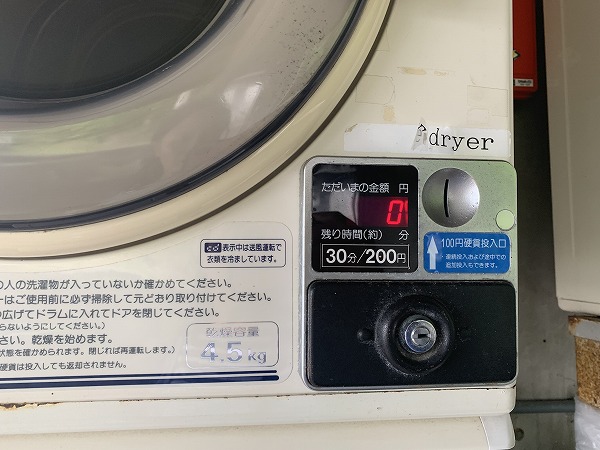 dryer
ただいまの金額 円
0
残り時間(約) 分
30分/200円
100円硬貨投入口
・連続投入および途中での
追加投入もできます。
表示中は送風運転で
衣類を冷ましています。
の人の洗濯物が入っていないか確かめてください。
ーはご使用前に必ず掃除して元どおり取り付けてください。
の広げてドラムに入れてドアを閉じてください。
らないようにしてください。)
さい。乾燥を始めます。
状態を確かめられます。閉じれば再運転します。)
硬貨は投入しても返却されません。
乾燥容量
4.5kg